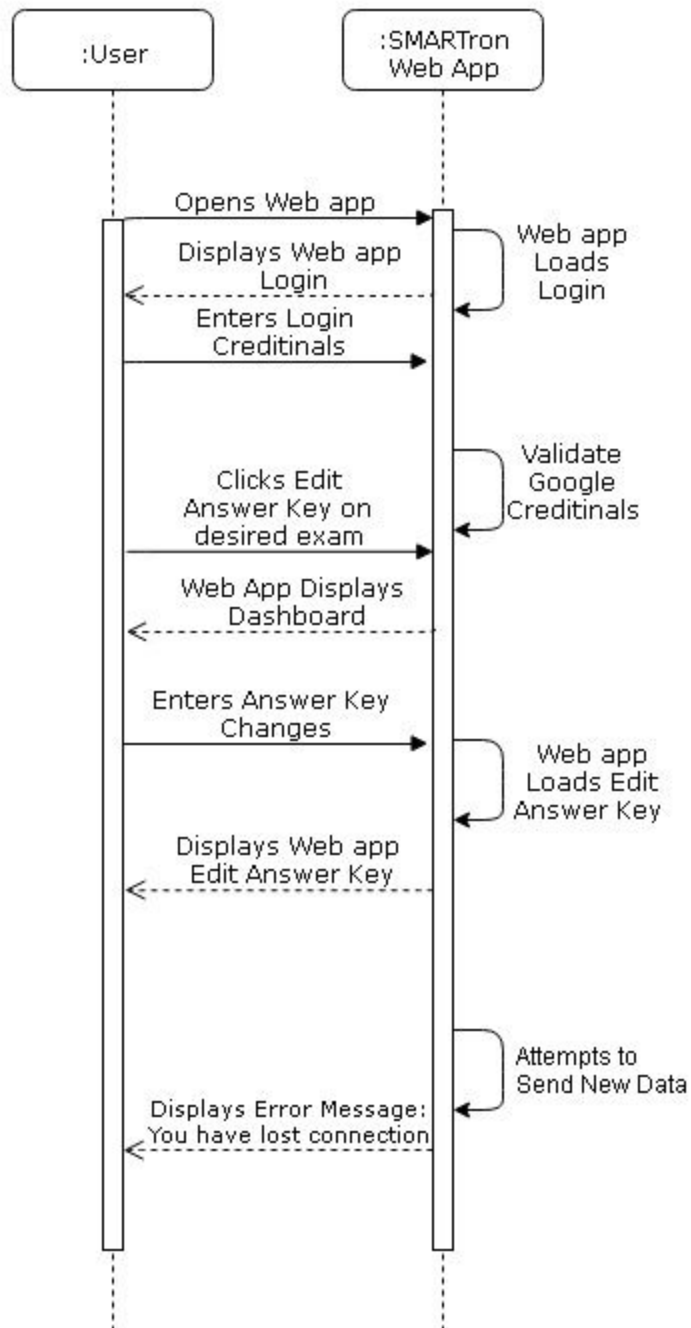 :User
:SMARTron
Web App
Opens Web app
Web app
Loads
Login
Displays Web app
Login
Enters Login
Creditinals
Validate
Google
Creditinals
Clicks Edit
Answer Key on
desired exam
Web App Displays
Dashboard
Enters Answer Key
Changes
Web app
Loads Edit
Answer Key
Displays Web app
Edit Answer Key
Attempts to
Send New Data
Displays Error Message:
You have lost connection